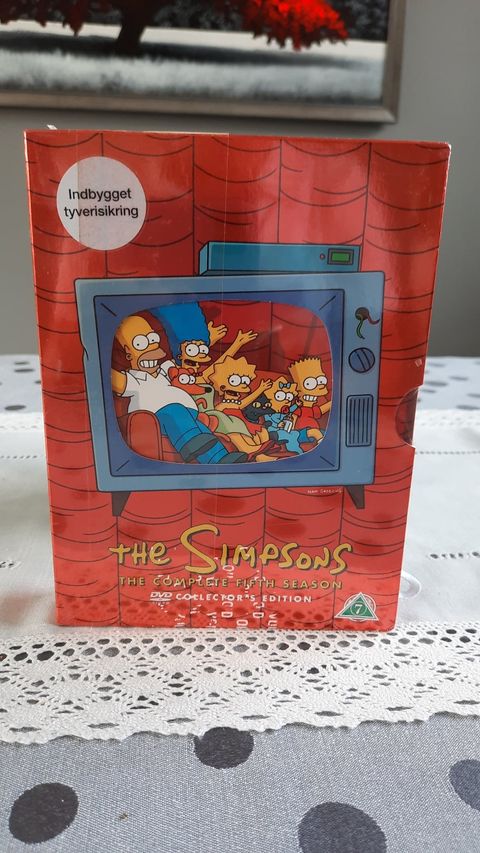 Indbygget
tyverisikring
THE SIMPSONS
THE COMPLETE FIFTH SEASON
DVD COLLECTOR'S EDITION
7